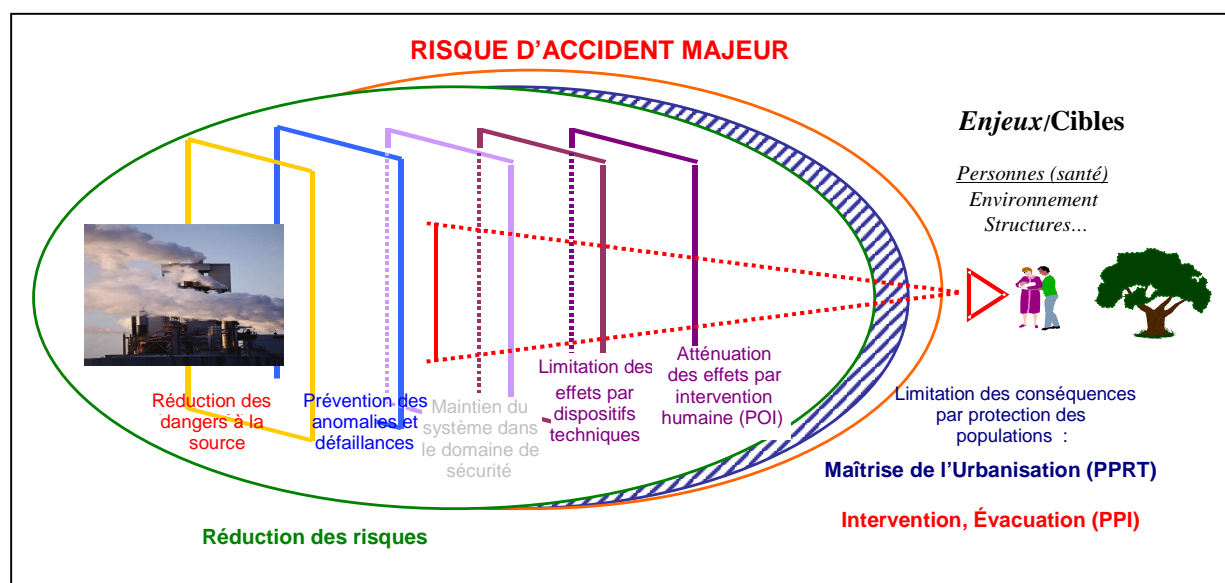 RISQUE D'ACCIDENT MAJEUR
Enjeux/Cibles
Personnes (santé)
Environnement
Structures…
Réduction des
dangers à la
source
Prévention des
anomalies et
défaillances
Maintien du
système dans
le domaine de
sécurité
Limitation des
effets par
dispositifs
techniques
Atténuation
des effets par
intervention
humaine (POI)
Limitation des conséquences
par protection des
populations :
Maîtrise de l'Urbanisation (PPRT)
Intervention, Évacuation (PPI)
Réduction des risques